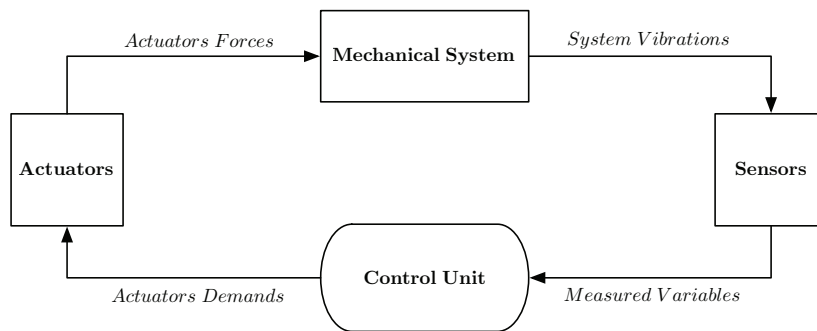 Actuators Forces
Mechanical System
System Vibrations
Actuators
Sensors
Control Unit
Actuators Demands
Measured Variables